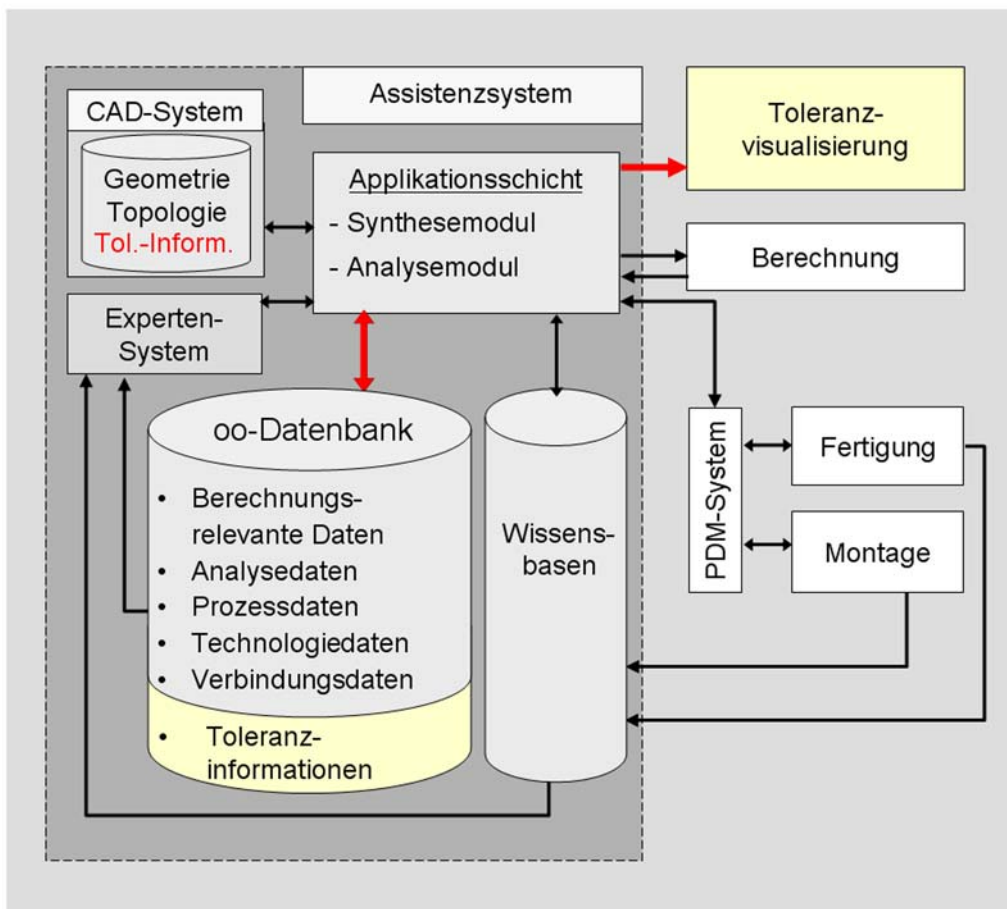 Assistenzsystem
CAD-System
Geometrie
Topologie
Tol.-Inform.
Applikationsschicht
- Synthesemodul
- Analysemodul
Toleranz-
visualisierung
Berechnung
Experten-
System
oo-Datenbank
• Berechnungs-
relevante Daten
• Analysedaten
• Prozessdaten
• Technologiedaten
• Verbindungsdaten
• Toleranz-
informationen
Wissens-
basen
PDM-System
Fertigung
Montage